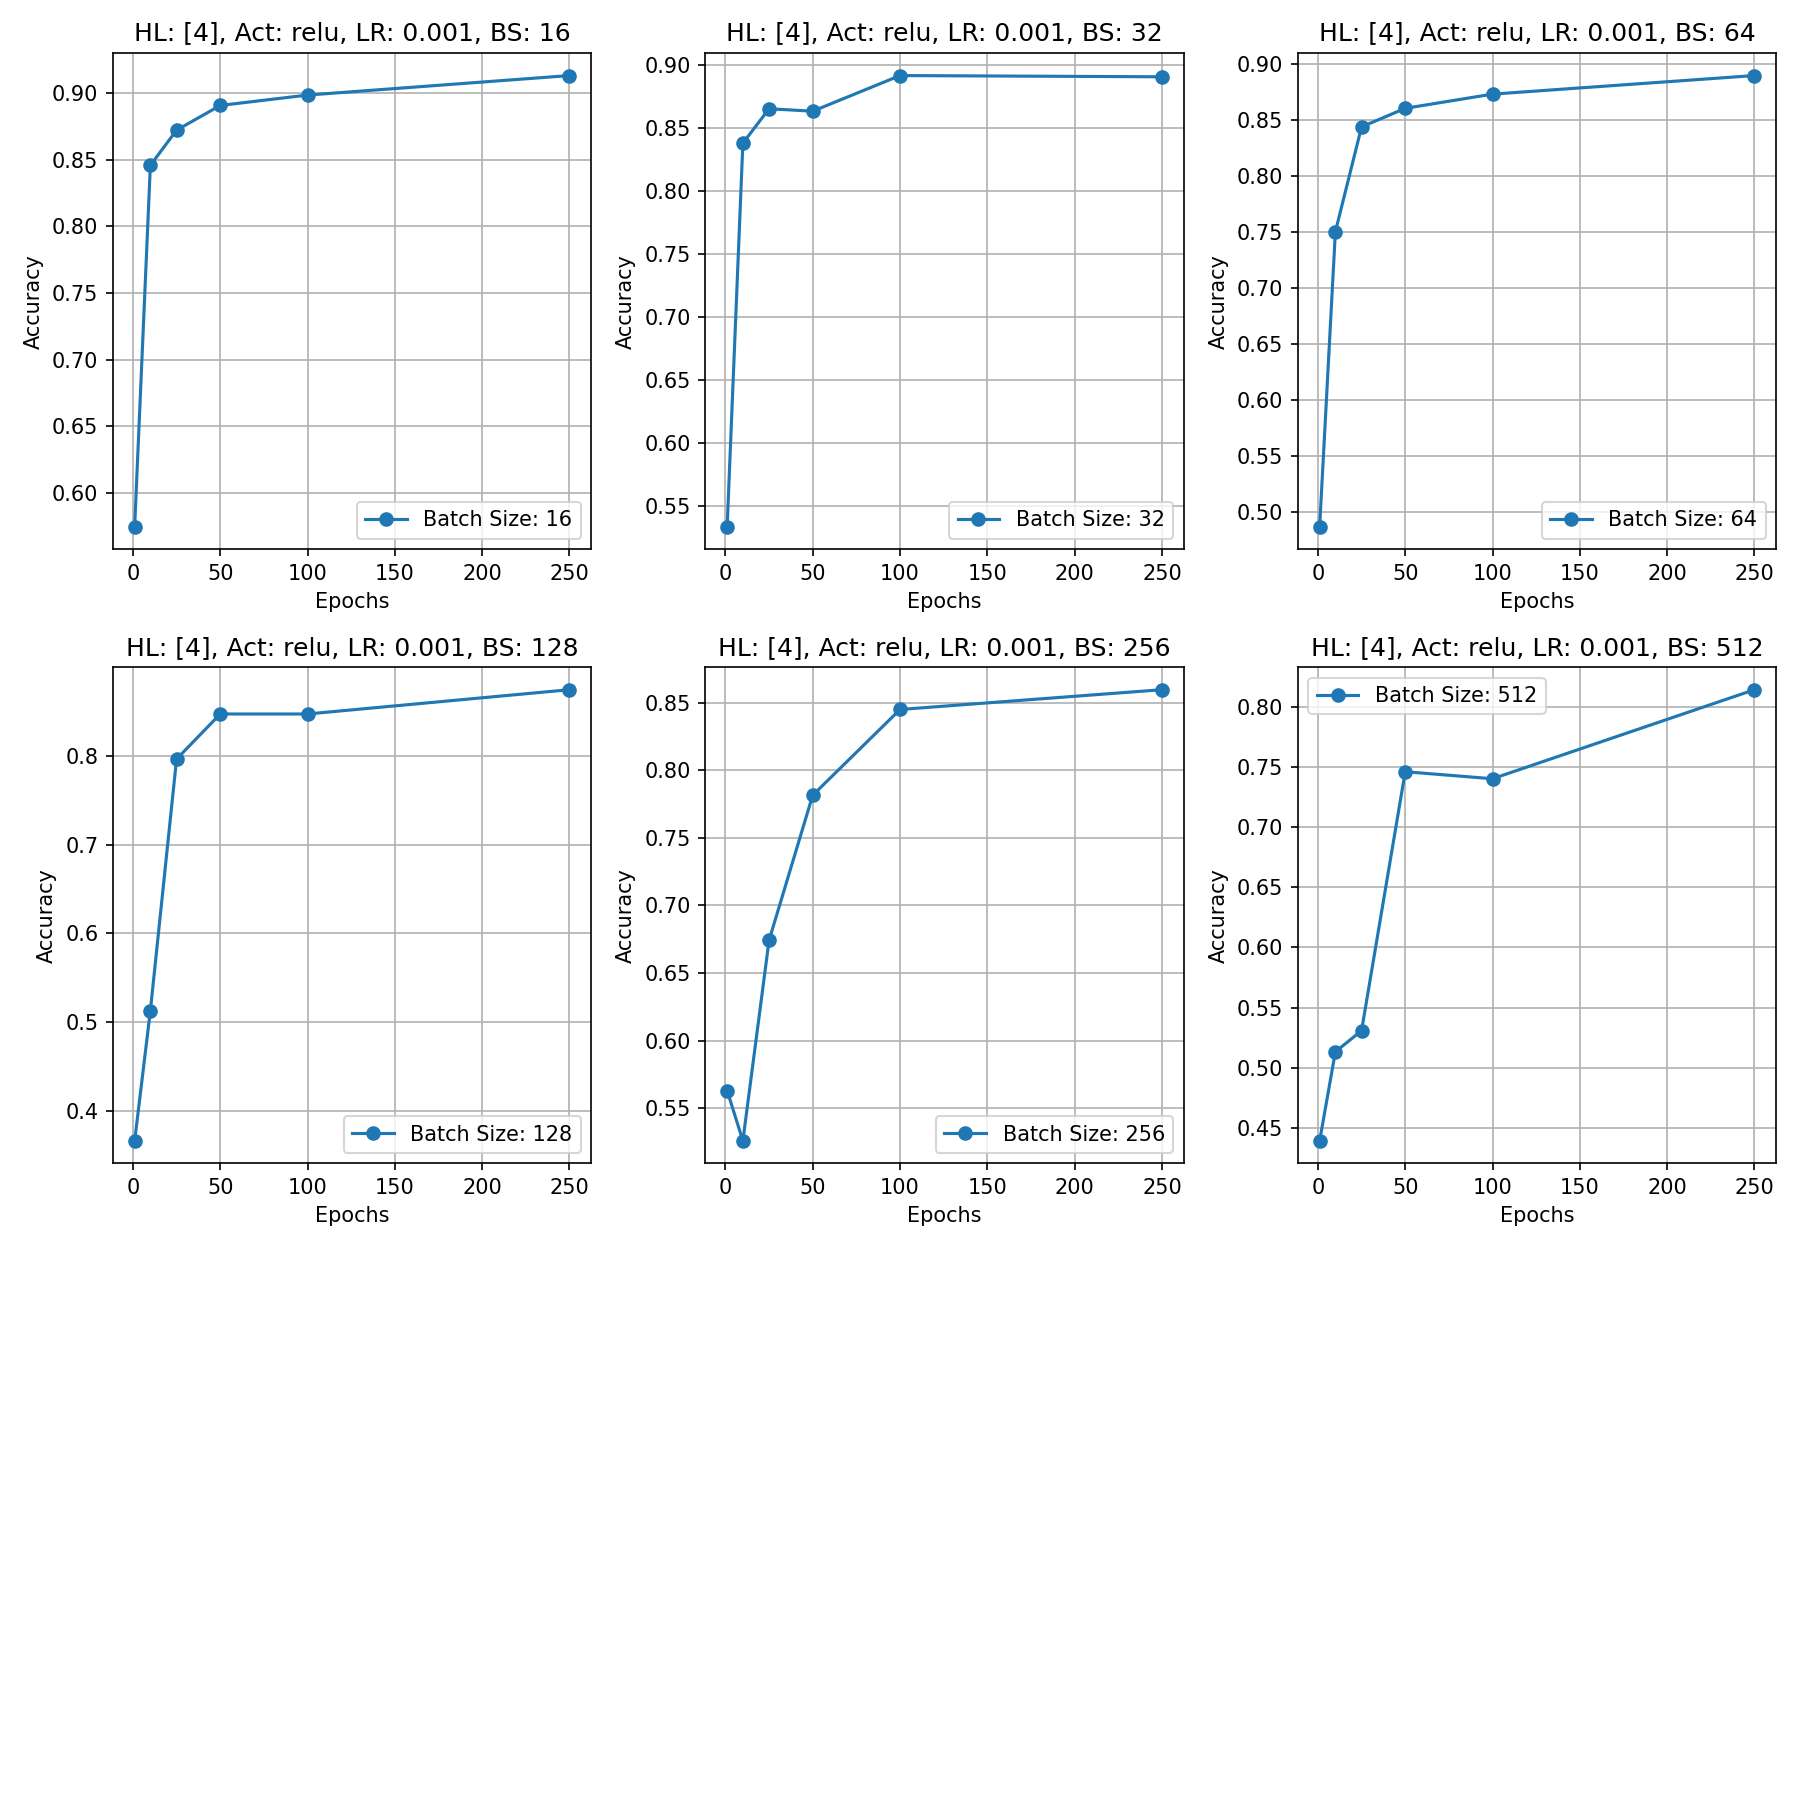 HL: [4], Act: relu, LR: 0.001, BS: 16
0.90
0.85
0.80
0.75
0.70
0.65
0.60
Accuracy
Batch Size: 16
0 50 100 150 200 250
Epochs
HL: [4], Act: relu, LR: 0.001, BS: 32
0.90
0.85
0.80
0.75
0.70
0.65
0.60
0.55
Accuracy
Batch Size: 32
0 50 100 150 200 250
Epochs
HL: [4], Act: relu, LR: 0.001, BS: 64
0.90
0.85
0.80
0.75
0.70
0.65
0.60
0.55
0.50
Accuracy
Batch Size: 64
0 50 100 150 200 250
Epochs
HL: [4], Act: relu, LR: 0.001, BS: 128
0.8
0.7
0.6
0.5
0.4
Accuracy
Batch Size: 128
0 50 100 150 200 250
Epochs
HL: [4], Act: relu, LR: 0.001, BS: 256
0.85
0.80
0.75
0.70
0.65
0.60
0.55
Accuracy
Batch Size: 256
0 50 100 150 200 250
Epochs
HL: [4], Act: relu, LR: 0.001, BS: 512
Batch Size: 512
0.80
0.75
0.70
0.65
0.60
0.55
0.50
0.45
Accuracy
0 50 100 150 200 250
Epochs